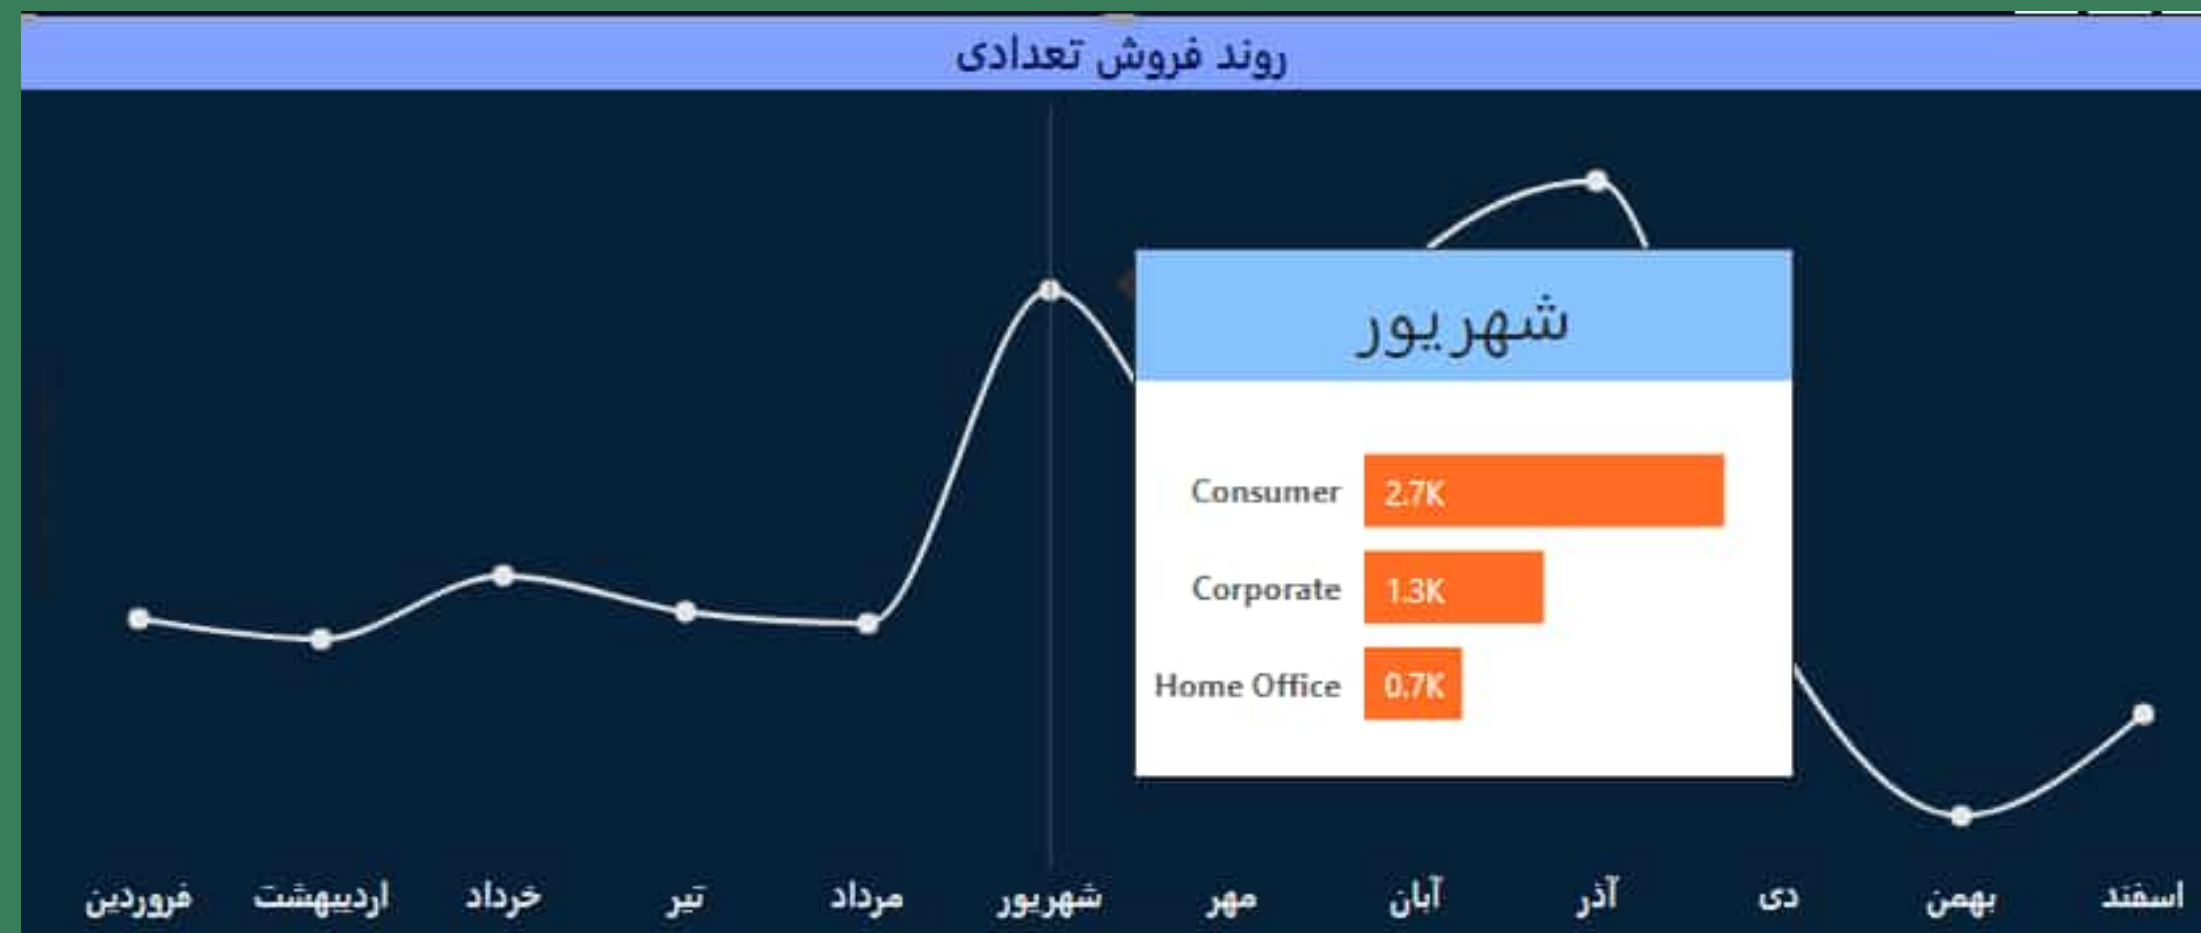 روند فروش تعدادی
شهریور
Consumer 2.7K
Corporate 1.3K
Home Office 0.7K
فروردین اردیبهشت خرداد تیر مرداد شهریور مهر آبان آذر دی بهمن اسفند